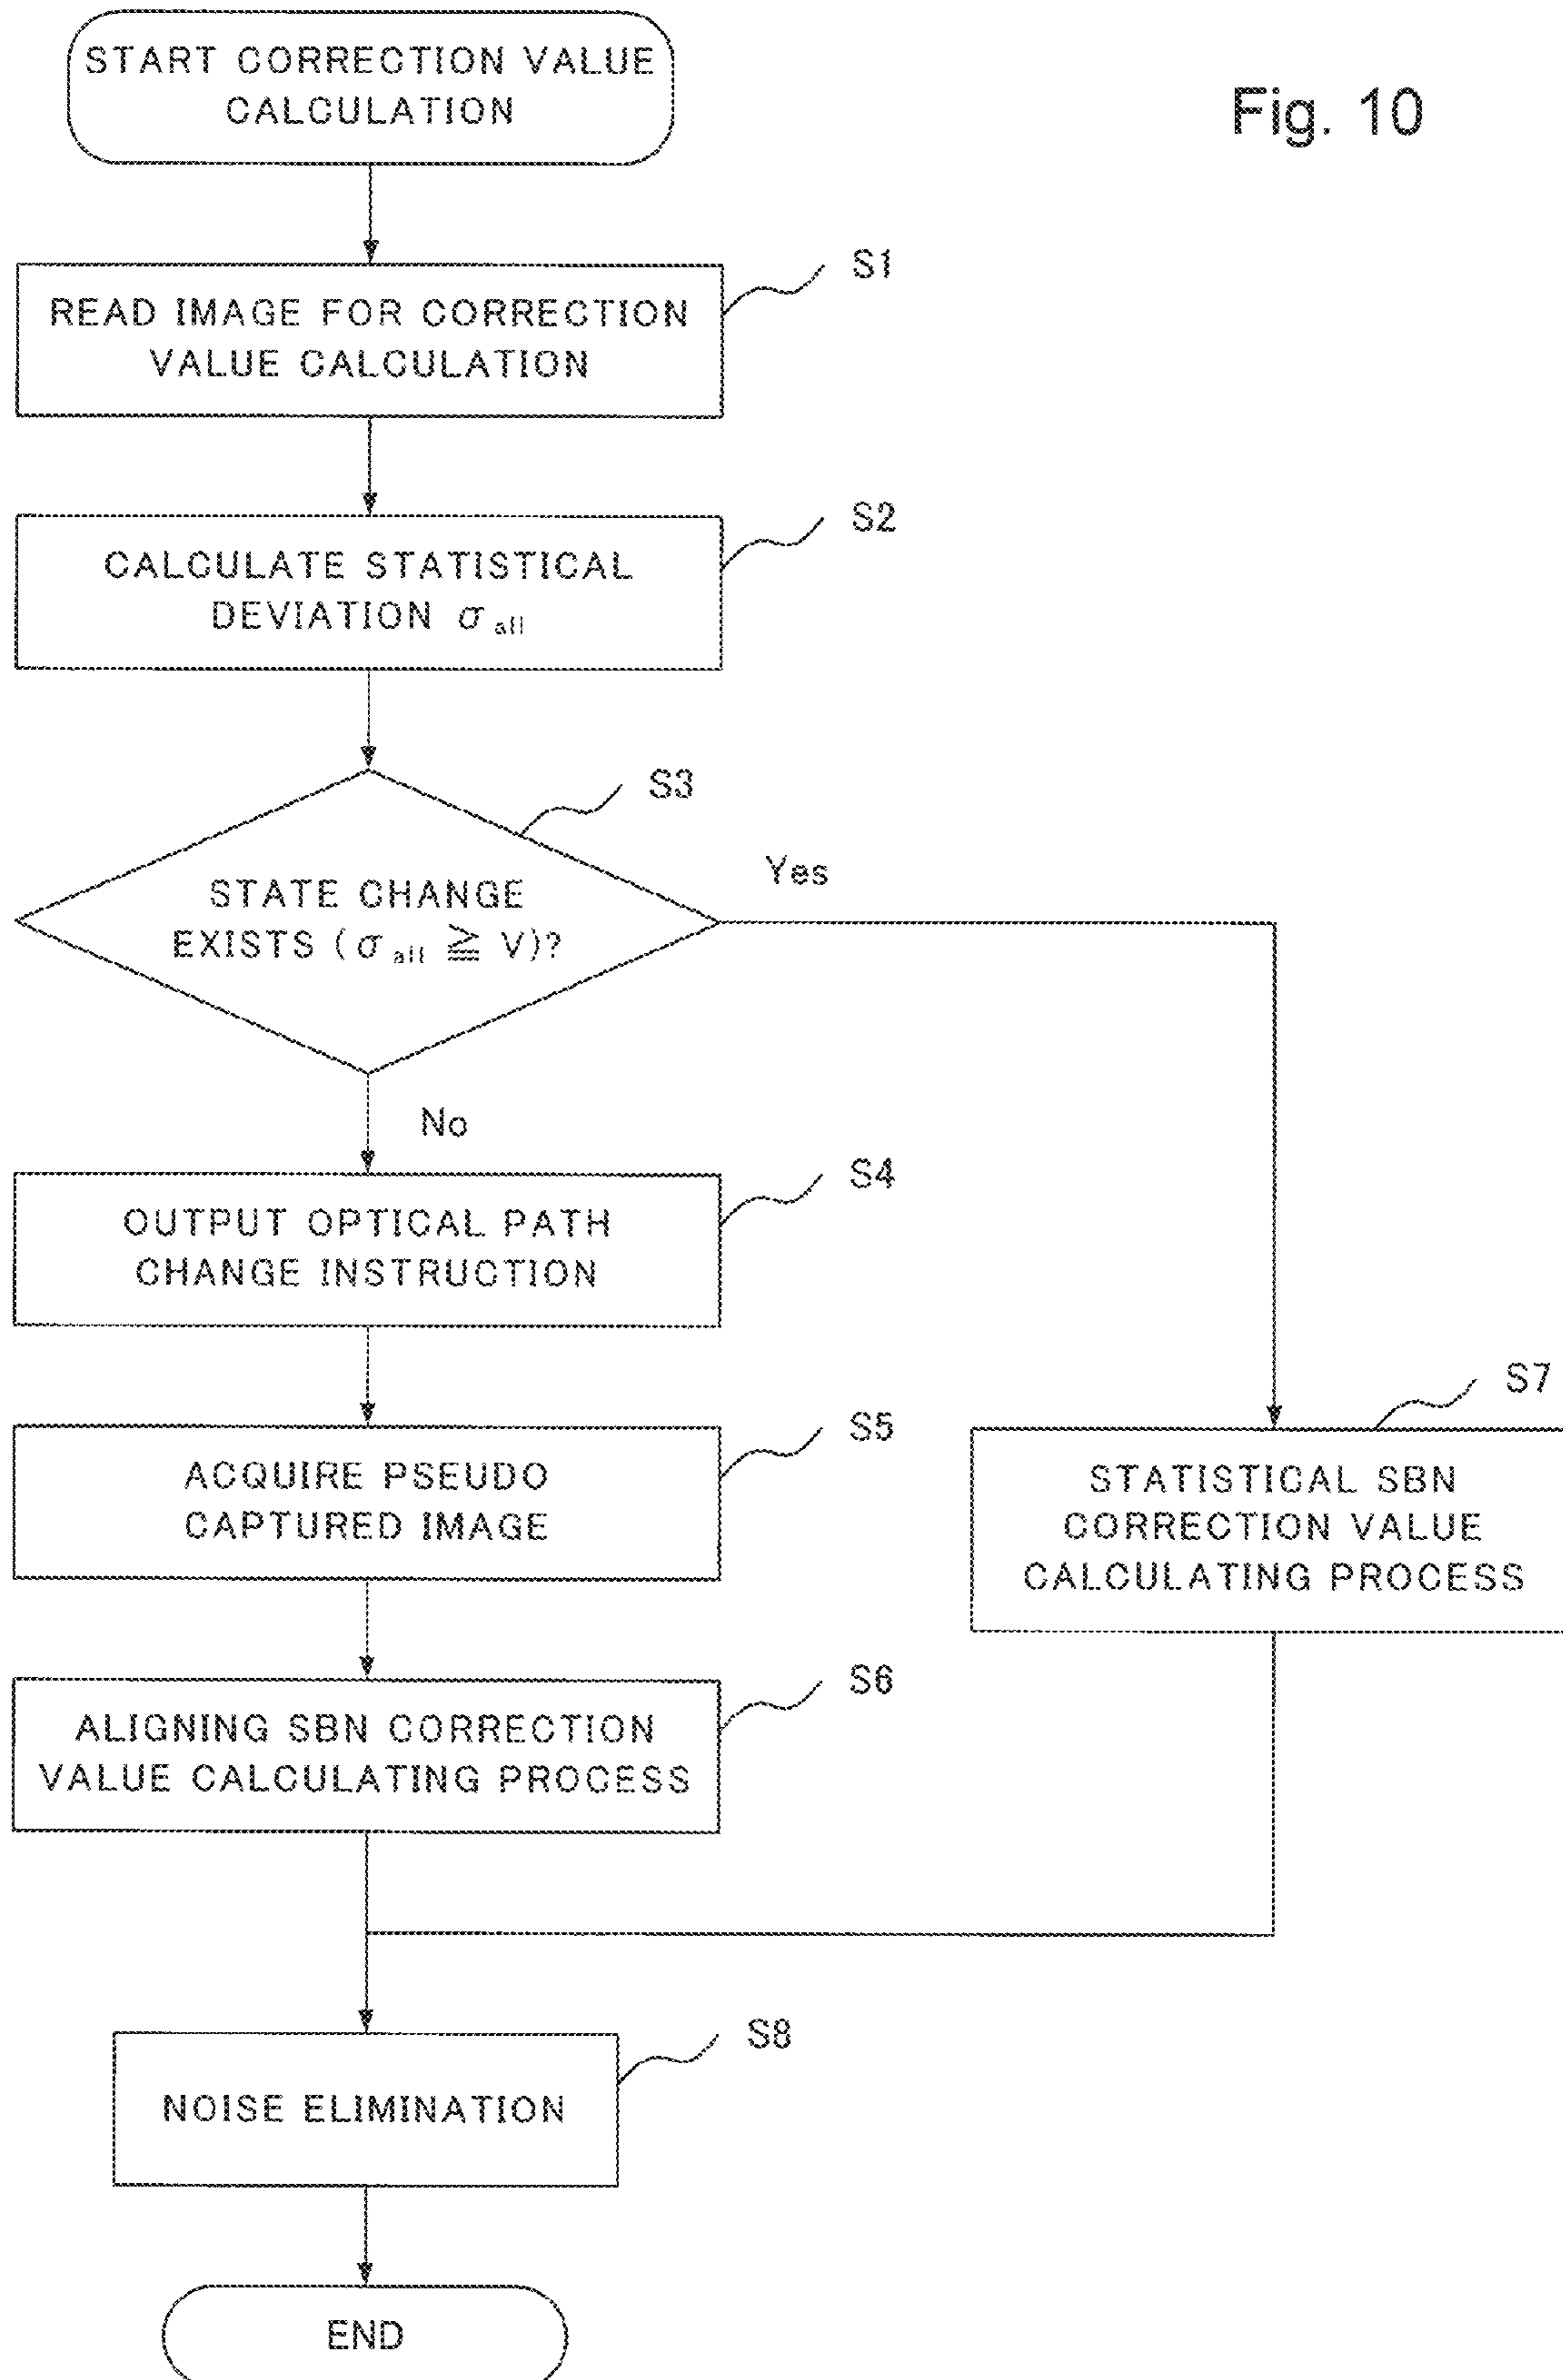 START CORRECTION VALUE
CALCULATION
Fig. 10
S1
READ IMAGE FOR CORRECTION
VALUE CALCULATION
S2
CALCULATE STATISTICAL
DEVIATION σall
S3
STATE CHANGE
EXISTS (σall ≧ V)?
Yes
No
S4
OUTPUT OPTICAL PATH
CHANGE INSTRUCTION
S5
ACQUIRE PSEUDO
CAPTURED IMAGE
S7
STATISTICAL SBN
CORRECTION VALUE
CALCULATING PROCESS
S6
ALIGNING SBN CORRECTION
VALUE CALCULATING PROCESS
S8
NOISE ELIMINATION
END